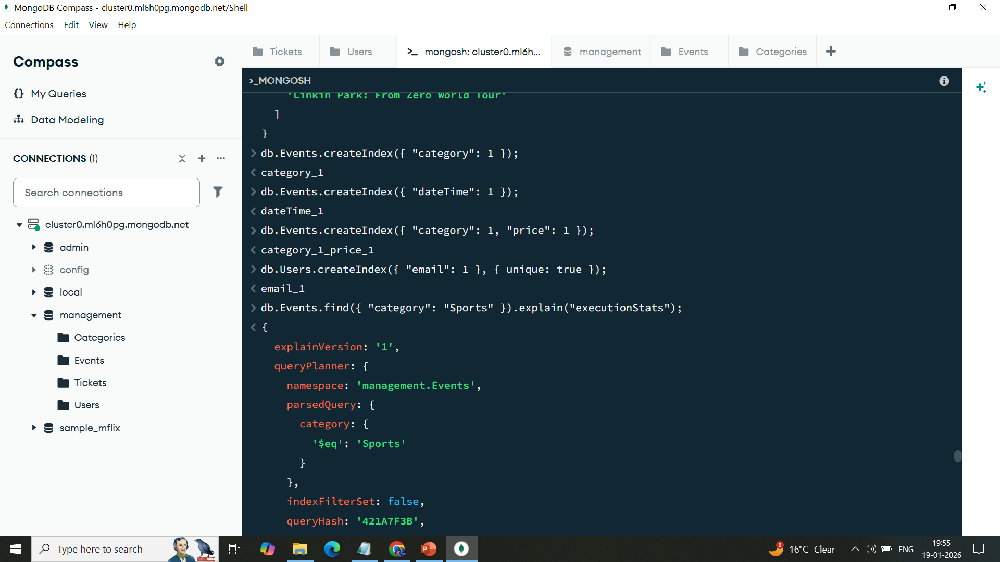 MongoDB Compass - cluster0.ml6h0pg.mongodb.net/Shell
Connections Edit View Help
Compass
My Queries
Data Modeling
CONNECTIONS (1)
Search connections
cluster0.ml6h0pg.mongodb.net
admin
config
local
management
Categories
Events
Tickets
Users
sample_mflix
Tickets Users >_ mongosh: cluster0.ml6h... management Events Categories
>_MONGOSH
'Linkin Park: From Zero World Tour'
]
}
> db.Events.createIndex({ "category": 1 });
< category_1
> db.Events.createIndex({ "dateTime": 1 });
< dateTime_1
> db.Events.createIndex({ "category": 1, "price": 1 });
< category_1_price_1
> db.Users.createIndex({ "email": 1 }, { unique: true });
< email_1
> db.Events.find({ "category": "Sports" }).explain("executionStats");
< {
explainVersion: '1',
queryPlanner: {
namespace: 'management.Events',
parsedQuery: {
category: {
'$eq': 'Sports'
}
},
indexFilterSet: false,
queryHash: '421A7F3B',
Type here to search
6
16°C Clear
ENG
19:55
19-01-2026